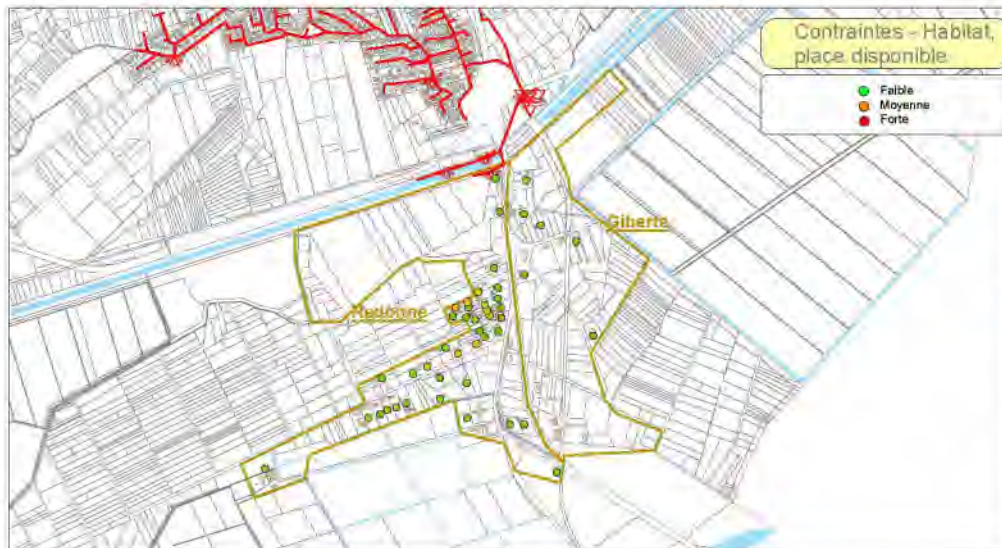 Contraintes - Habitat,
place disponible
Faible
Moyenne
Forte
Giberte
Redonne